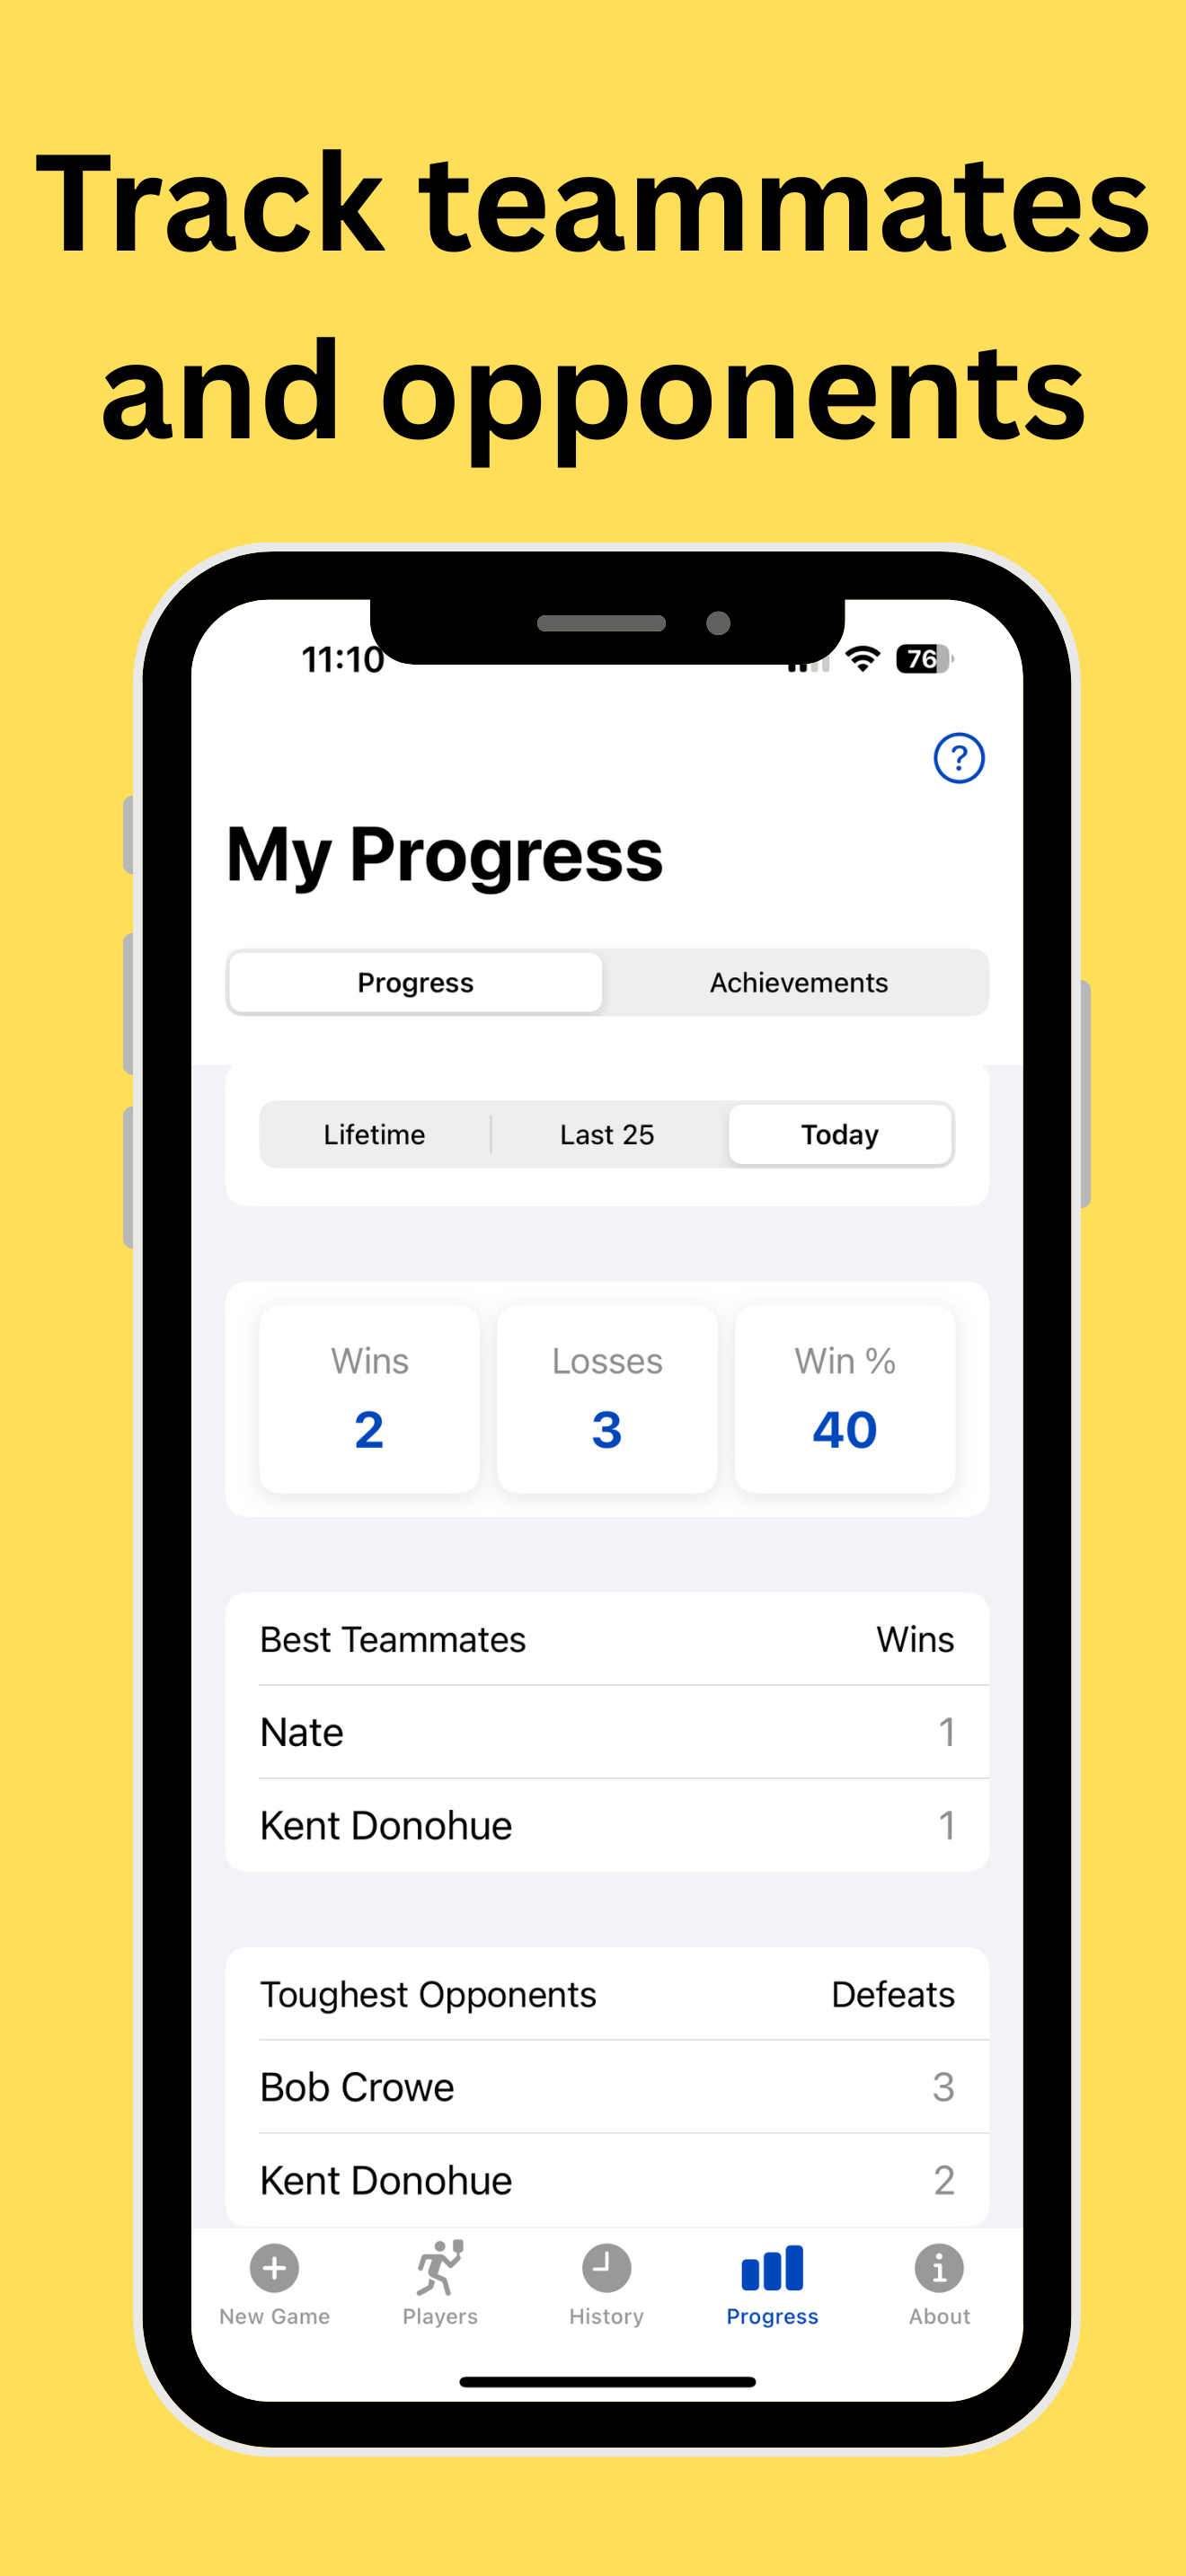 Track teammates
and opponents
11:10
76
?
My Progress
Progress Achievements
Lifetime Last 25 Today
Wins Losses Win %
2 3 40
Best Teammates Wins
Nate 1
Kent Donohue 1
Toughest Opponents Defeats
Bob Crowe 3
Kent Donohue 2
New Game Players History Progress About